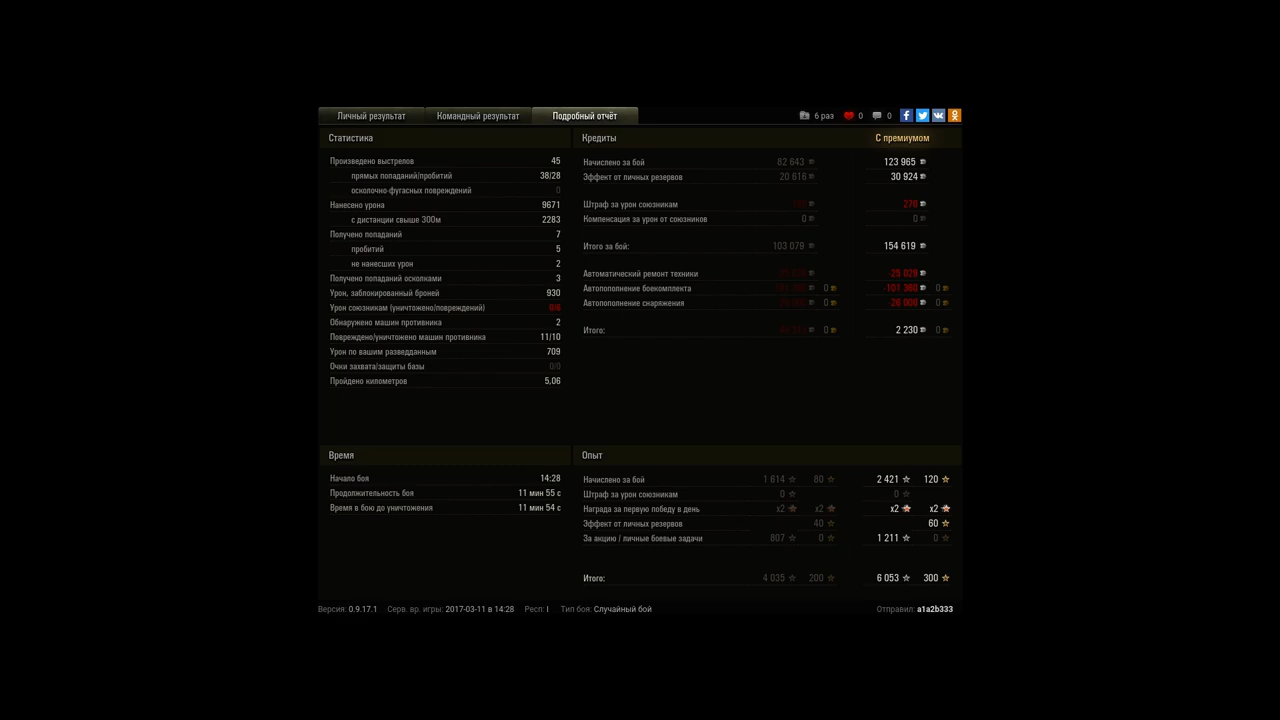 Личный результат Командный результат Подробный отчёт 6 раз 0 0
Статистика
Произведено выстрелов 45
прямых попаданий/пробитий 38/28
осколочно-фугасных повреждений 0
Нанесено урона 9671
с дистанции свыше 300м 2283
Получено попаданий 7
пробитий 5
не нанесших урон 2
Получено попаданий осколками 3
Урон, заблокированный броней 930
Урон союзникам (уничтожено/повреждений)
Обнаружено машин противника 2
Повреждено/уничтожено машин противника 11/10
Урон по вашим разведданным 709
Очки захвата/защиты базы 0/0
Пройдено километров 5,06
Кредиты С премиумом
Начислено за бой 82 643 123 965
Эффект от личных резервов 20 616 30 924
Штраф за урон союзникам 270
Компенсация за урон от союзников 0 0
Итого за бой: 103 079 154 619
Автоматический ремонт техники -25 029
Автопополнение боекомплекта 0 -101 360 0
Автопополнение снаряжения 0 -26 000 0
Итого: 0 2 230 0
Время
Начало боя 14:28
Продолжительность боя 11 мин 55 с
Время в бою до уничтожения 11 мин 54 с
Опыт
Начислено за бой 1 614 80 2 421 120
Штраф за урон союзникам 0 0
Награда за первую победу в день x2 x2 x2 x2
Эффект от личных резервов 40 60
За акцию / личные боевые задачи 807 0 1 211 0
Итого: 4 035 200 6 053 300
Версия: 0.9.17.1 Серв. вр. игры: 2017-03-11 в 14:28 Респ: I Тип боя: Случайный бой Отправил: a1a2b333